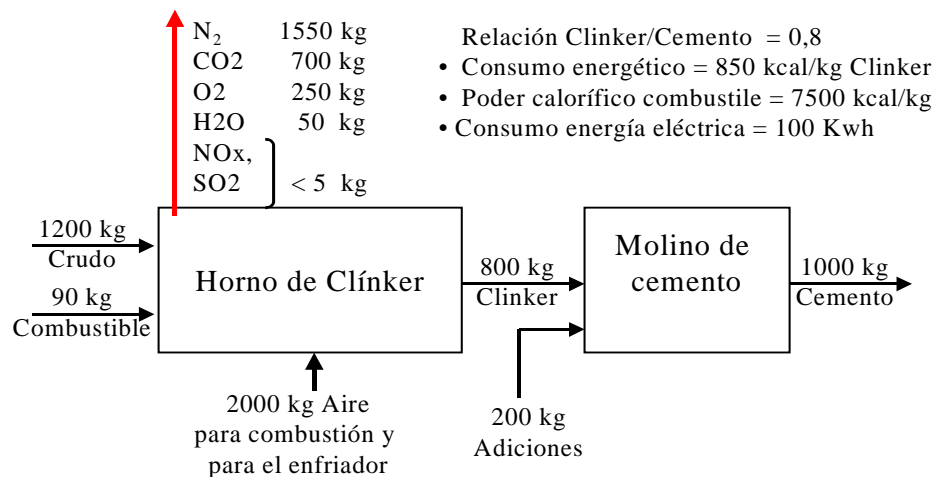 N2 1550 kg
CO2 700 kg
O2 250 kg
H2O 50 kg
NOx,
SO2 < 5 kg
Relación Clinker/Cemento = 0,8
• Consumo energético = 850 kcal/kg Clinker
• Poder calorífico combustile = 7500 kcal/kg
• Consumo energía eléctrica = 100 Kwh
1200 kg
Crudo
90 kg
Combustible
Horno de Clínker
800 kg
Clinker
Molino de
cemento
1000 kg
Cemento
2000 kg Aire
para combustión y
para el enfriador
200 kg
Adiciones